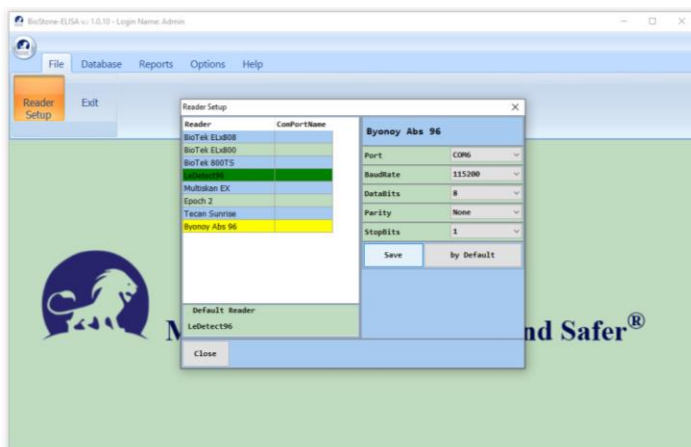 BioStone-ELISA v.: 1.0.10 - Login Name: Admin
File Database Reports Options Help
Reader Setup
Exit
Reader Setup
Reader ComPortName
BioTek ELx808
BioTek ELx800
BioTek 800TS
LeDetect96
Multiskan EX
Epoch 2
Tecan Sunrise
Byonoy Abs 96
Default Reader
LeDetect96
Close
Byonoy Abs 96
Port COM6
BaudRate 115200
DataBits 8
Parity None
StopBits 1
Save by Default
M
nd Safer®